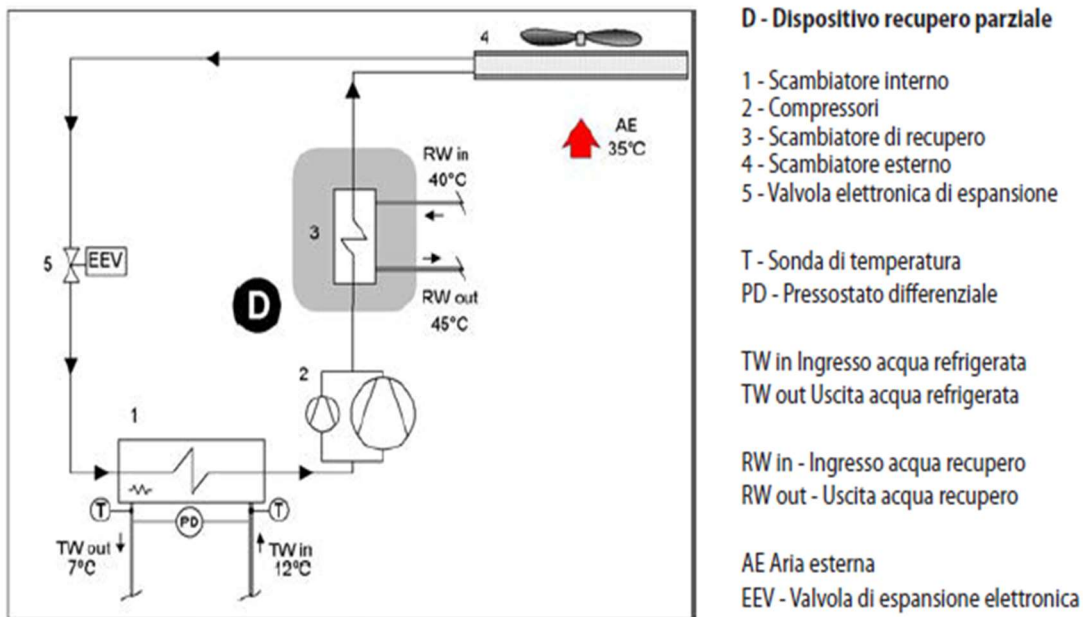 4
AE
35°C
RW in
40°C
3
5
EEV
D
RW out
45°C
2
1
T
PD
T
TW out
7°C
TW in
12°C
D - Dispositivo recupero parziale
1 - Scambiatore interno
2 - Compressori
3 - Scambiatore di recupero
4 - Scambiatore esterno
5 - Valvola elettronica di espansione
T - Sonda di temperatura
PD - Pressostato differenziale
TW in Ingresso acqua refrigerata
TW out Uscita acqua refrigerata
RW in - Ingresso acqua recupero
RW out - Uscita acqua recupero
AE Aria esterna
EEV - Valvola di espansione elettronica